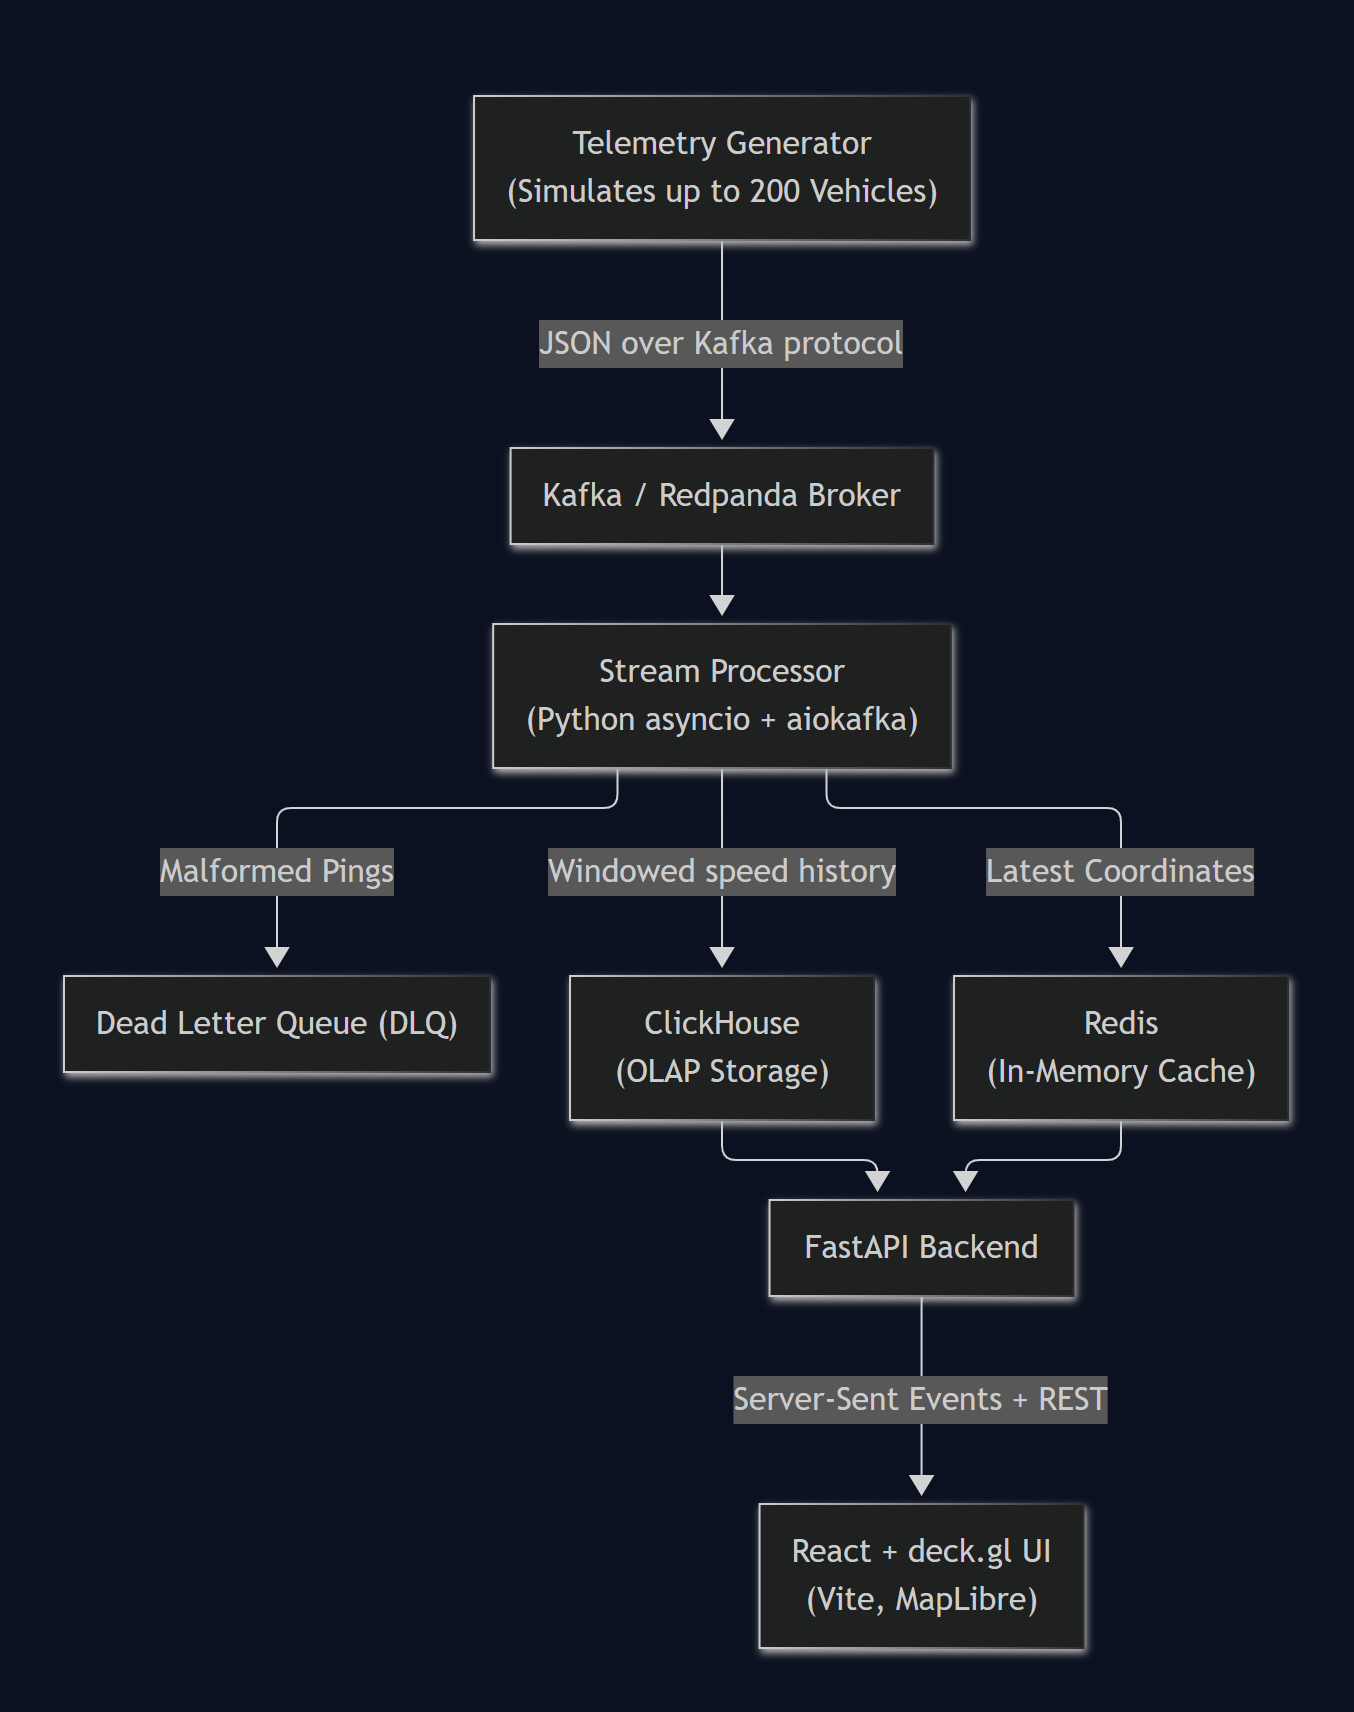 Telemetry Generator
(Simulates up to 200 Vehicles)
JSON over Kafka protocol
Kafka / Redpanda Broker
Stream Processor
(Python asyncio + aiokafka)
Malformed Pings
Windowed speed history
Latest Coordinates
Dead Letter Queue (DLQ)
ClickHouse
(OLAP Storage)
Redis
(In-Memory Cache)
FastAPI Backend
Server-Sent Events + REST
React + deck.gl UI
(Vite, MapLibre)